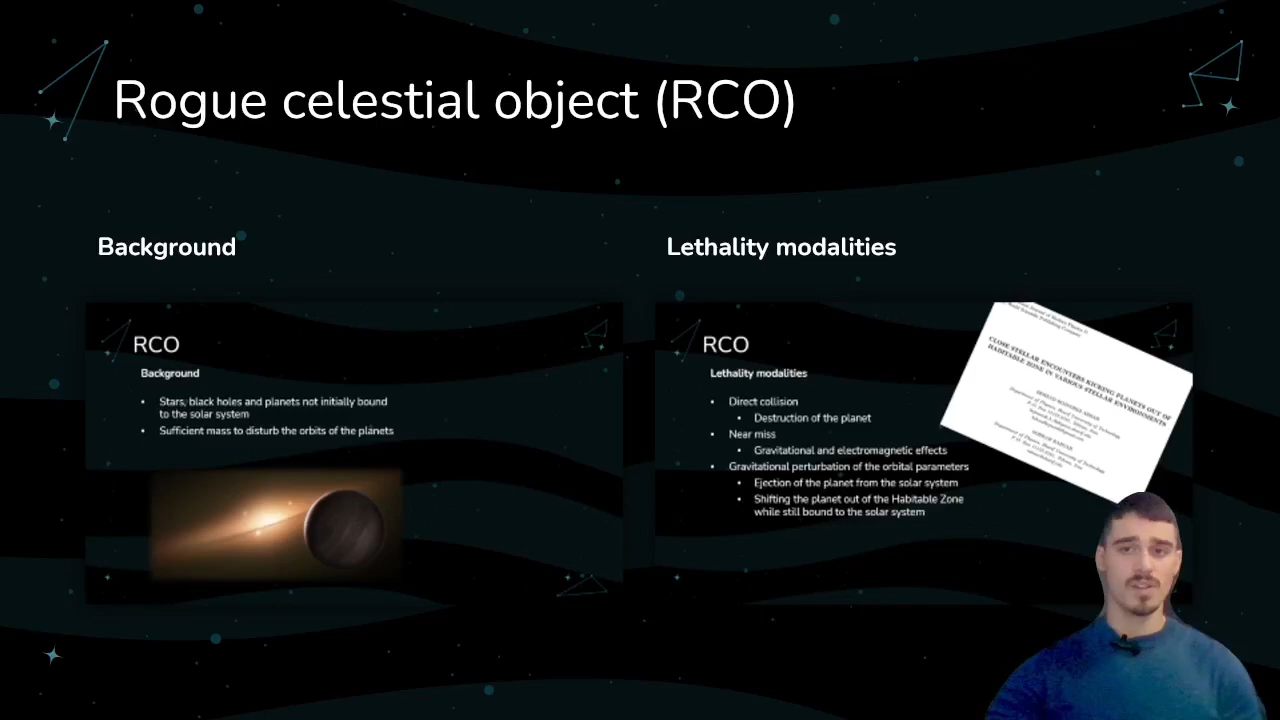 Rogue celestial object (RCO)
Background
Lethality modalities
RCO
Background
• Stars, black holes and planets not initially bound
to the solar system
• Sufficient mass to disturb the orbits of the planets
RCO
Lethality modalities
• Direct collision
• Destruction of the planet
• Near miss
• Gravitational and electromagnetic effects
• Gravitational perturbation of the orbital parameters
• Ejection of the planet from the solar system
• Shifting the planet out of the Habitable Zone
while still bound to the solar system
CLOSE STELLAR ENCOUNTERS KICKING PLANETS OUT OF
HABITABLE ZONE IN VARIOUS STELLAR ENVIRONMENTS